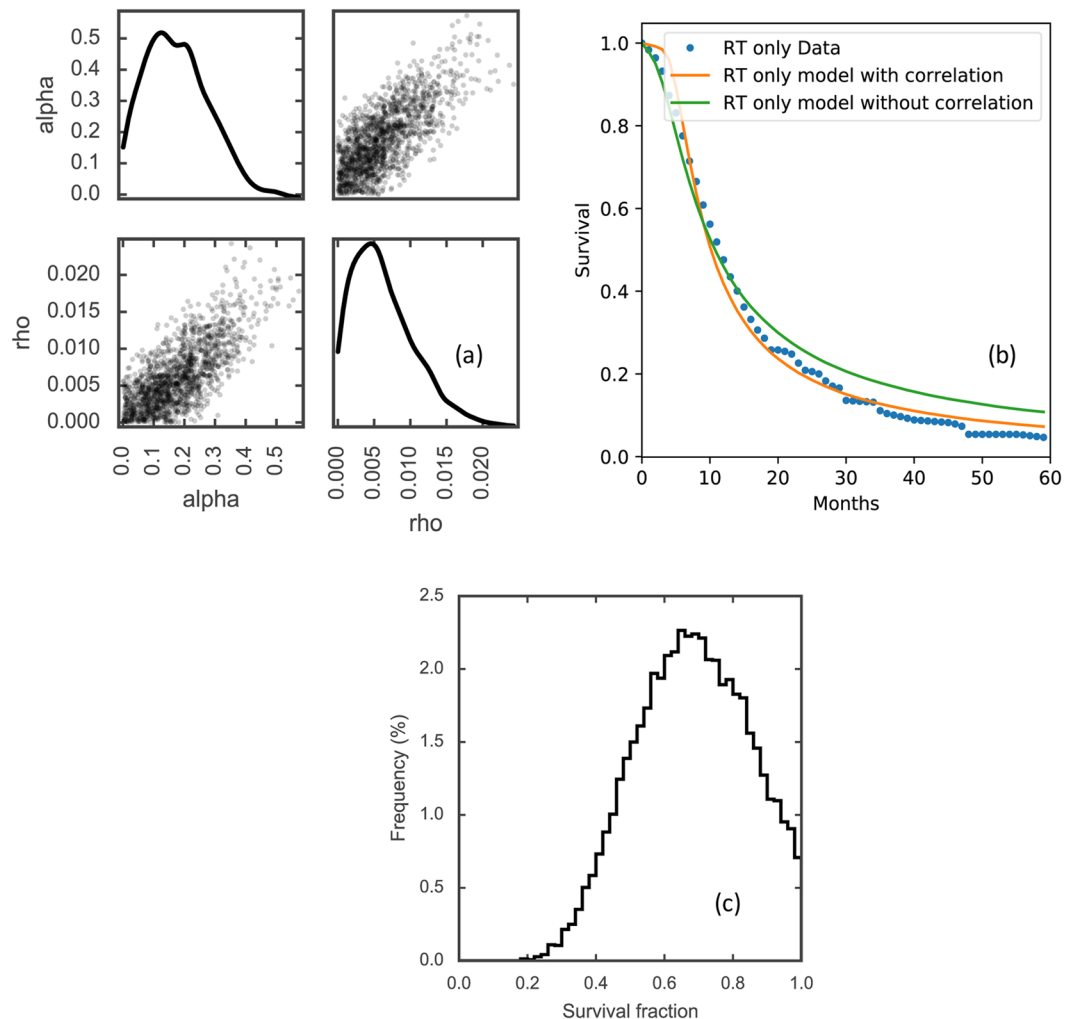 alpha
0.5
0.4
0.3
0.2
0.1
0.0
rho
0.020
0.015
0.010
0.005
0.000
(a)
0.0 0.1 0.2 0.3 0.4 0.5
alpha
0.000 0.005 0.010 0.015 0.020
rho
RT only Data
RT only model with correlation
RT only model without correlation
Survival
1.0
0.8
0.6
0.4
0.2
0.0
(b)
0 10 20 30 40 50 60
Months
Frequency (%)
2.5
2.0
1.5
1.0
0.5
0.0
(c)
0.0 0.2 0.4 0.6 0.8 1.0
Survival fraction